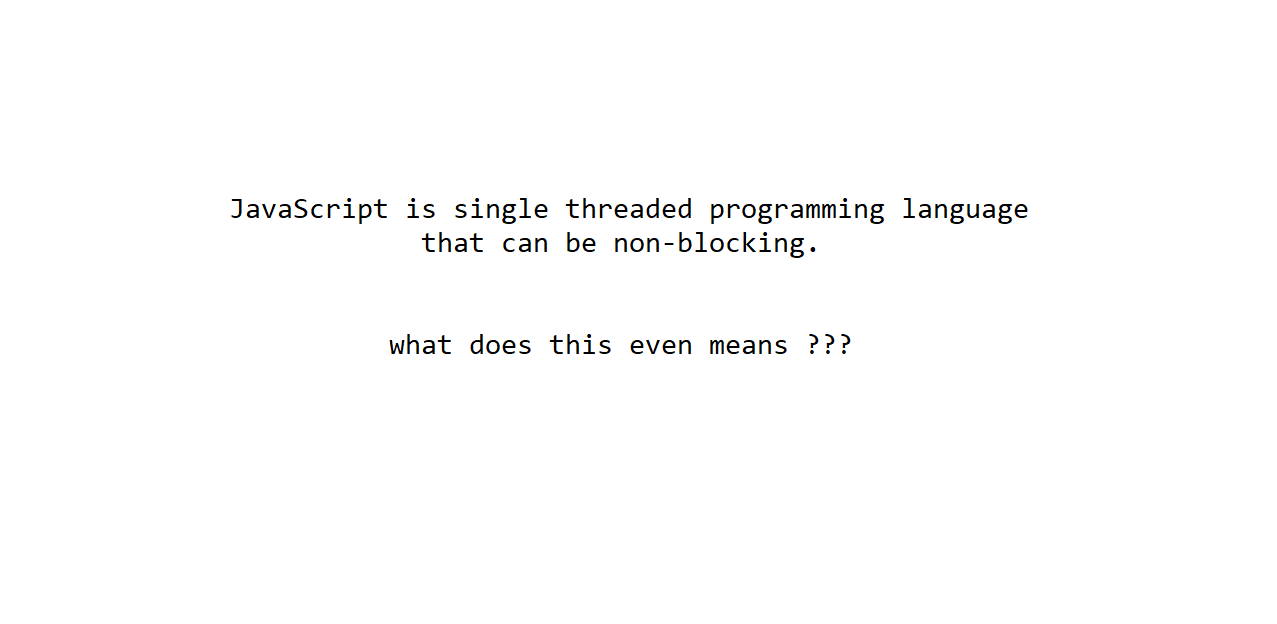 JavaScript is single threaded programming language
that can be non-blocking.
what does this even means ???